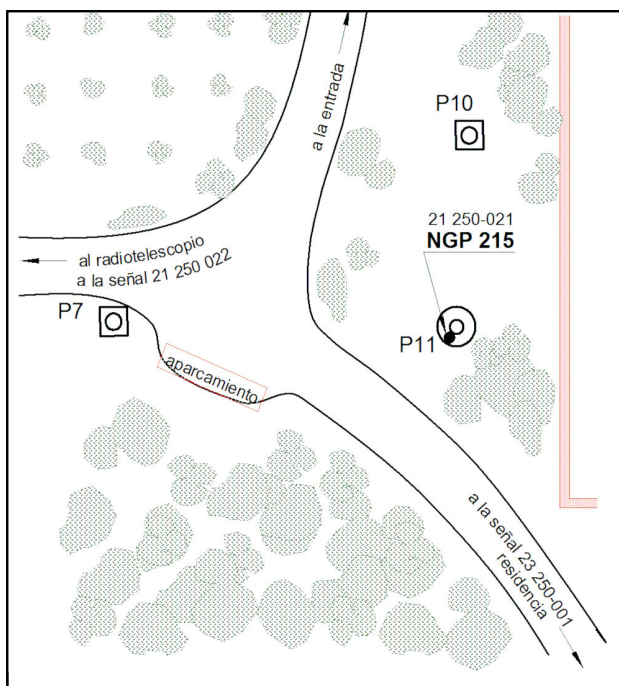 a la entrada
P10
21 250-021
NGP 215
al radiotelescopio
a la señal 21 250 022
P7
P11
aparcamiento
a la señal 23 250-001
residencia